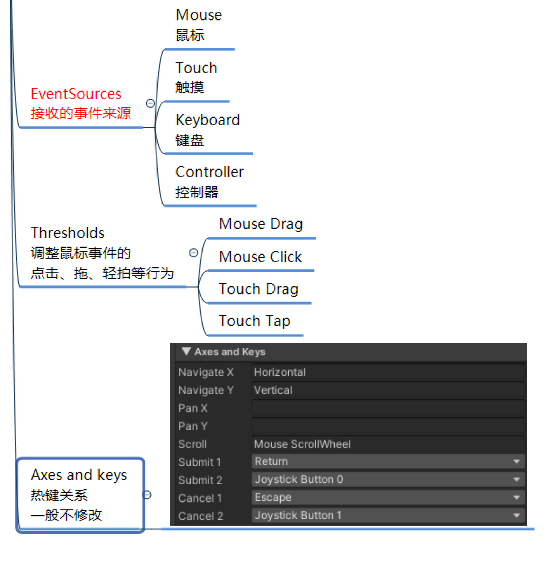 EventSources
接收的事件来源
Mouse
鼠标
Touch
触摸
Keyboard
键盘
Controller
控制器
Thresholds
调整鼠标事件的
点击、拖、轻拍等行为
Mouse Drag
Mouse Click
Touch Drag
Touch Tap
Axes and keys
热键关系
一般不修改
Axes and Keys
Navigate X Horizontal
Navigate Y Vertical
Pan X
Pan Y
Scroll Mouse ScrollWheel
Submit 1 Return
Submit 2 Joystick Button 0
Cancel 1 Escape
Cancel 2 Joystick Button 1